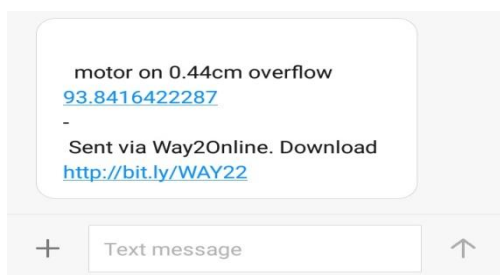 motor on 0.44cm overflow
93.8416422287
-
Sent via Way2Online. Download
http://bit.ly/WAY22
Text message